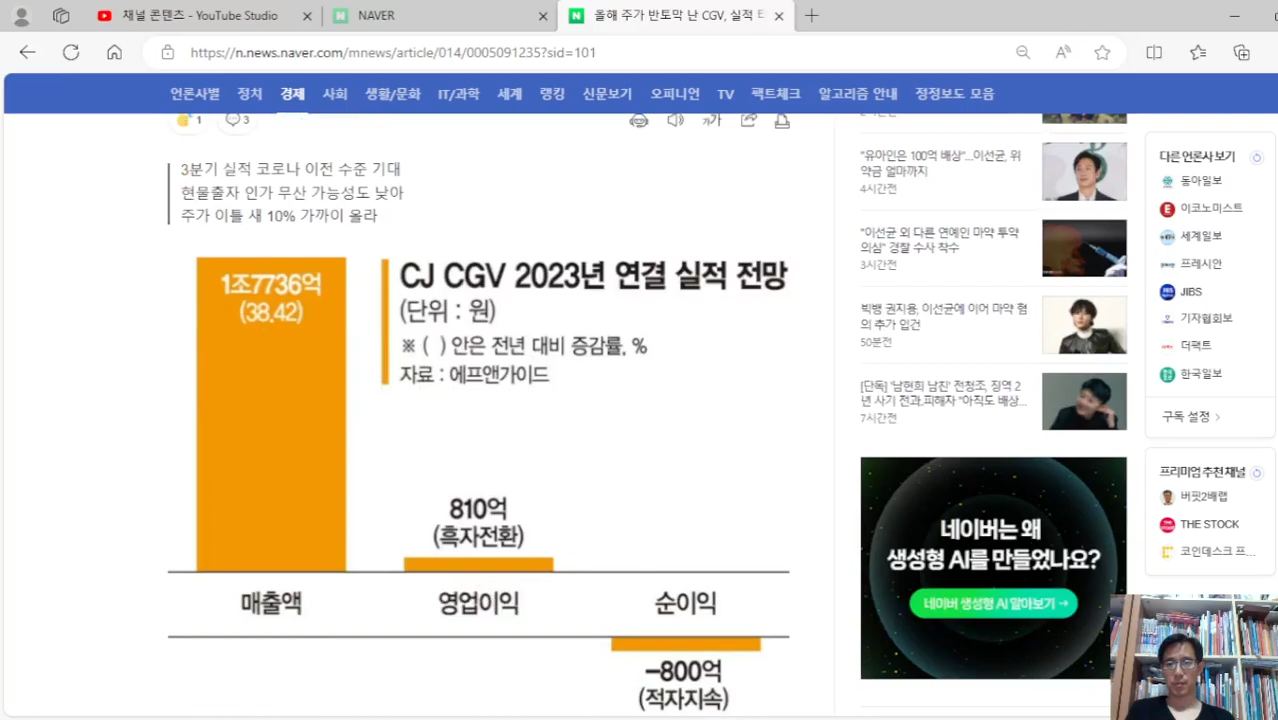 채널 콘텐츠 - YouTube Studio
NAVER
올해 주가 반토막 난 CGV, 실적 E
https://n.news.naver.com/mnews/article/014/0005091235?sid=101
언론사별 정치 경제 사회 생활/문화 IT/과학 세계 랭킹 신문보기 오피니언 TV 팩트체크 알고리즘 안내 정정보도 모음
1
3
가가
3분기 실적 코로나 이전 수준 기대
현물출자 인가 무산 가능성도 낮아
주가 이틀 새 10% 가까이 올라
CJ CGV 2023년 연결 실적 전망
(단위 : 원)
※ ( ) 안은 전년 대비 증감률, %
자료 : 에프앤가이드
1조7736억
(38.42)
810억
(흑자전환)
매출액
영업이익
순이익
-800억
(적자지속)
"유아인은 100억 배상"...이선균, 위
약금 얼마까지
4시간전
"이선균 외 다른 연예인 마약 투약
의심" 경찰 수사 착수
3시간전
빅뱅 권지용, 이선균에 이어 마약 혐
의 추가 입건
50분전
[단독] '남현희 남친' 전청조, 징역 2
년 사기 전과..피해자 "아직도 배상...
7시간전
네이버는 왜
생성형 AI를 만들었나요?
네이버 생성형 AI 알아보기 →
다른 언론사 보기
동아일보
이코노미스트
세계일보
프레시안
JIBS
기자협회보
더팩트
한국일보
구독 설정 >
프리미엄 추천 채널
버핏2배랩
THE STOCK
코인데스크 프...